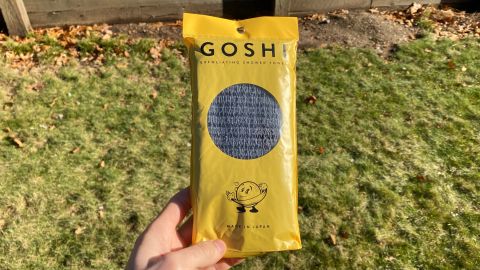 GOSHI
EXFOLIATING SHOWER TOWEL
MADE IN JAPAN